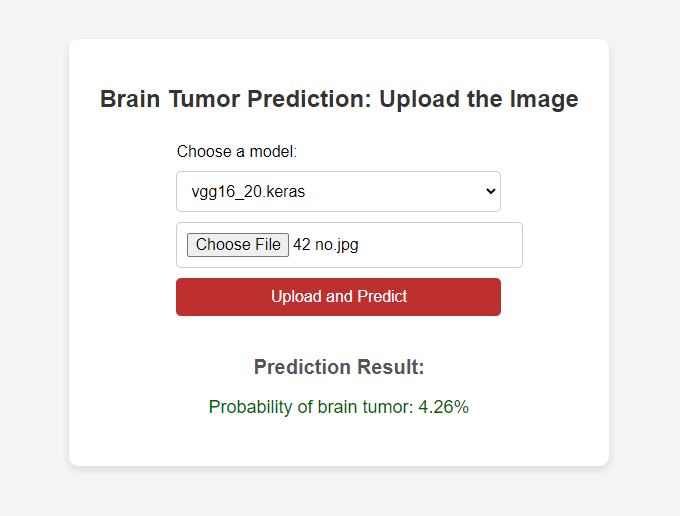 Brain Tumor Prediction: Upload the Image
Choose a model:
vgg16_20.keras
Choose File 42 no.jpg
Upload and Predict
Prediction Result:
Probability of brain tumor: 4.26%